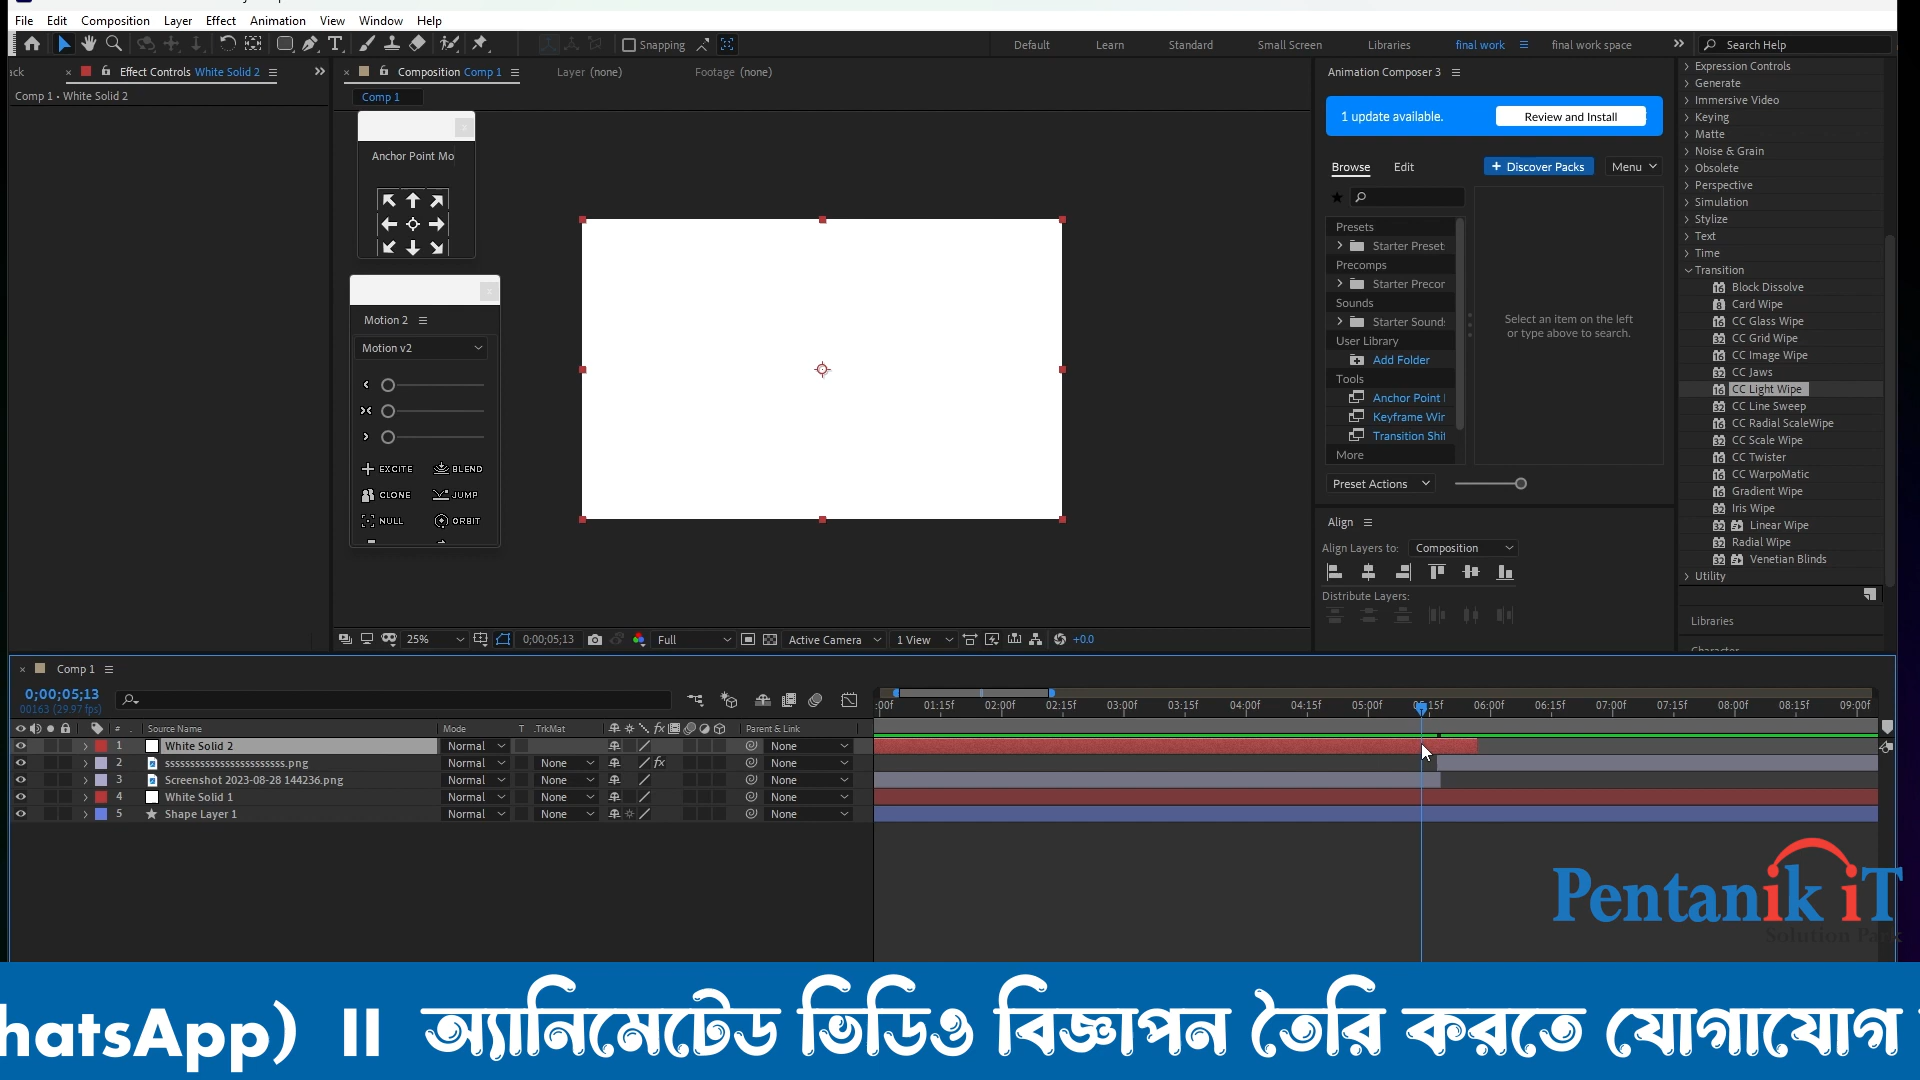 File Edit Composition Layer Effect Animation View Window Help
Snapping Default Learn Standard Small Screen Libraries final work final work space Search Help
ack Effect Controls White Solid 2
Comp 1 • White Solid 2
Composition Comp 1 Layer (none) Footage (none)
Comp 1
Anchor Point Mo
Motion 2
Motion v2
EXCITE BLEND
CLONE JUMP
NULL ORBIT
25% 0;00;05;13 Full Active Camera 1 View +0.0
Animation Composer 3
1 update available. Review and Install
Browse Edit + Discover Packs Menu
Presets
Starter Preset
Precomps
Starter Precor
Sounds
Starter Sound
User Library
Add Folder
Tools
Anchor Point
Keyframe Wir
Transition Shif
More
Select an item on the left
or type above to search.
Preset Actions
Align
Align Layers to: Composition
Distribute Layers:
Expression Controls
Generate
Immersive Video
Keying
Matte
Noise & Grain
Obsolete
Perspective
Simulation
Stylize
Text
Time
Transition
Block Dissolve
Card Wipe
CC Glass Wipe
CC Grid Wipe
CC Image Wipe
CC Jaws
CC Light Wipe
CC Line Sweep
CC Radial ScaleWipe
CC Scale Wipe
CC Twister
CC WarpoMatic
Gradient Wipe
Iris Wipe
Linear Wipe
Radial Wipe
Venetian Blinds
Utility
Libraries
Comp 1
0;00;05;13
00163 (29.97 fps)
:00f 01:15f 02:00f 02:15f 03:00f 03:15f 04:00f 04:15f 05:00f 15f 06:00f 06:15f 07:00f 07:15f 08:00f 08:15f 09:00f
# Source Name Mode T .TrkMat Parent & Link
1 White Solid 2 Normal None
2 Normal None None
3 Screenshot 2023-08-28 144236.png Normal None None
4 White Solid 1 Normal None None
5 Shape Layer 1 Normal None None
Pentanik iT
Solution Park
hatsApp) ॥ অ্যানিমেটেড ভিডিও বিজ্ঞাপন তৈরি করতে যোগাযোগ